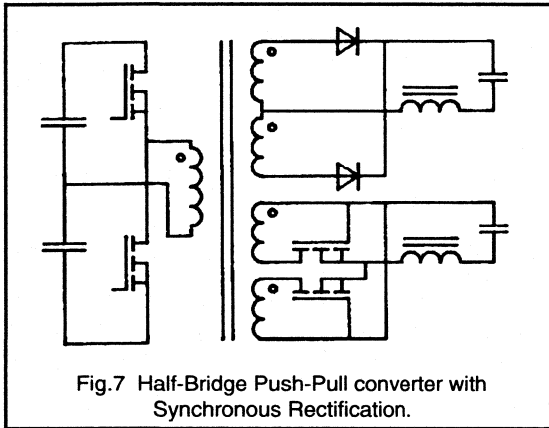 Fig.7 Half-Bridge Push-Pull converter with
Synchronous Rectification.